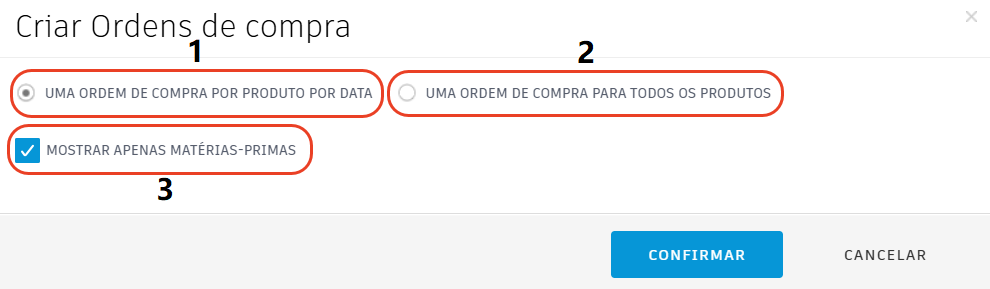 Criar Ordens de compra
×
1
2
UMA ORDEM DE COMPRA POR PRODUTO POR DATA
UMA ORDEM DE COMPRA PARA TODOS OS PRODUTOS
MOSTRAR APENAS MATÉRIAS-PRIMAS
3
CONFIRMAR
CANCELAR